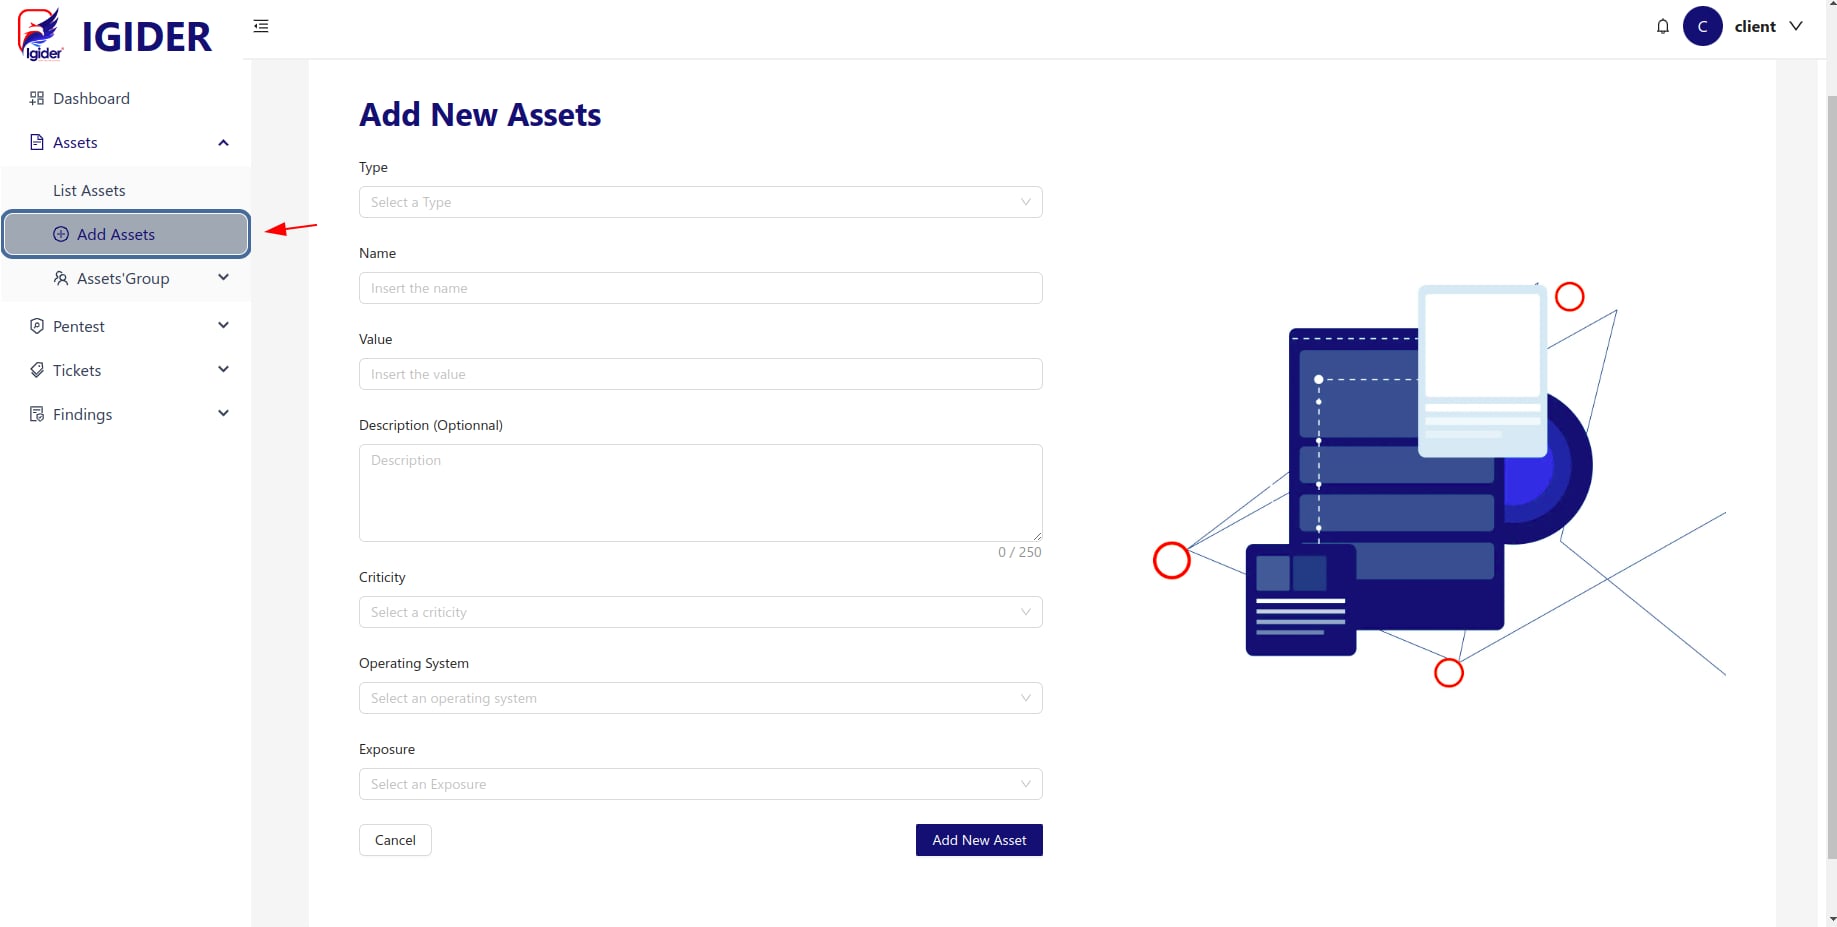 Igider
IGIDER
C
client
Dashboard
Assets
List Assets
Add Assets
Assets'Group
Pentest
Tickets
Findings
Add New Assets
Type
Select a Type
Name
Insert the name
Value
Insert the value
Description (Optionnal)
Description
0 / 250
Criticity
Select a criticity
Operating System
Select an operating system
Exposure
Select an Exposure
Cancel
Add New Asset